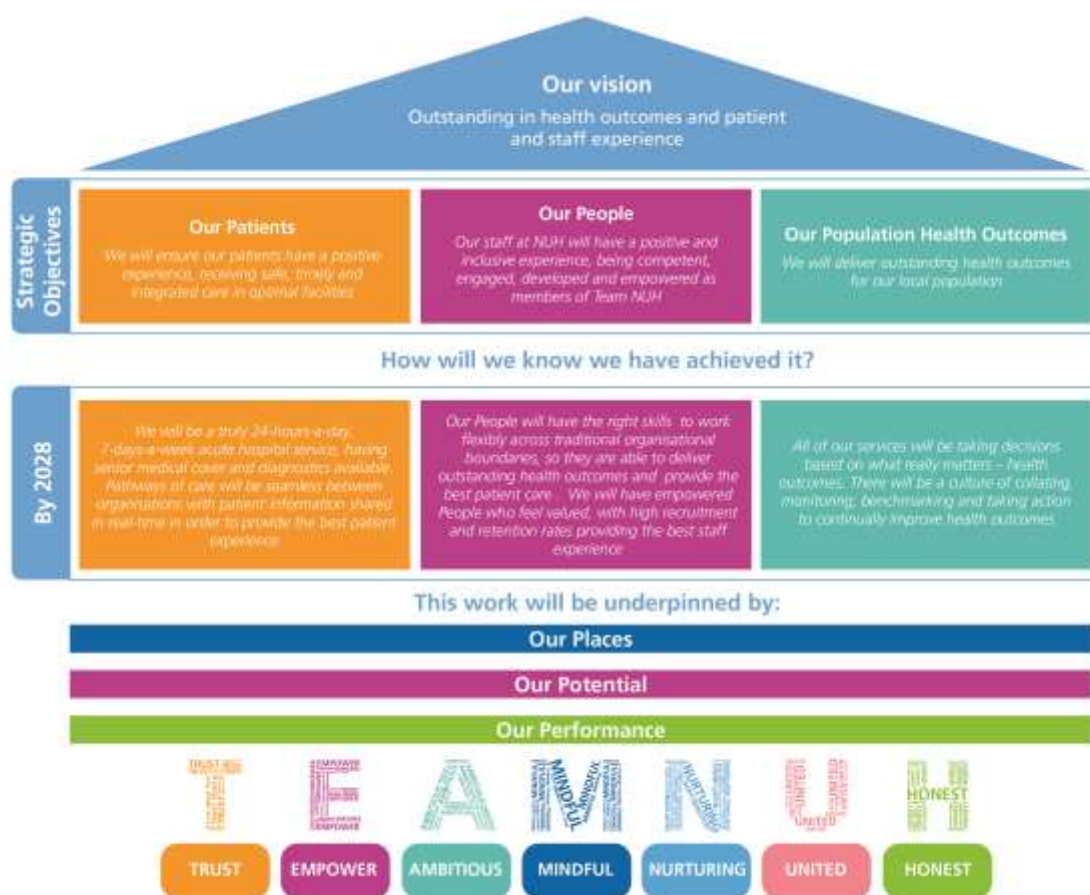 Our vision
Outstanding in health outcomes and patient
and staff experience
Strategic
Objectives
Our Patients
We will ensure our patients have a positive
experience, receiving safe, timely and
integrated care in optimal facilities
Our People
Our staff at NUH will have a positive and
inclusive experience, being competent,
engaged, developed and empowered as
members of Team NUH
Our Population Health Outcomes
We will deliver outstanding health outcomes
for our local population
How will we know we have achieved it?
By 2028
We will be a truly 24-hours-a-day,
7-days-a-week acute hospital service, having
senior medical cover and diagnostics available.
Pathways of care will be seamless between
organisations with patient information shared
in real-time in order to provide the best patient
experience
Our People will have the right skills to work
flexibly across traditional organisational
boundaries, so they are able to deliver
outstanding health outcomes and provide the
best patient care We will have empowered
People who feel valued, with high recruitment
and retention rates providing the best staff
experience
All of our services will be taking decisions
based on what really matters – health
outcomes. There will be a culture of collating,
monitoring, benchmarking and taking action
to continually improve health outcomes
This work will be underpinned by:
Our Places
Our Potential
Our Performance
T E A M N U H
TRUST EMPOWER AMBITIOUS MINDFUL NURTURING UNITED HONEST